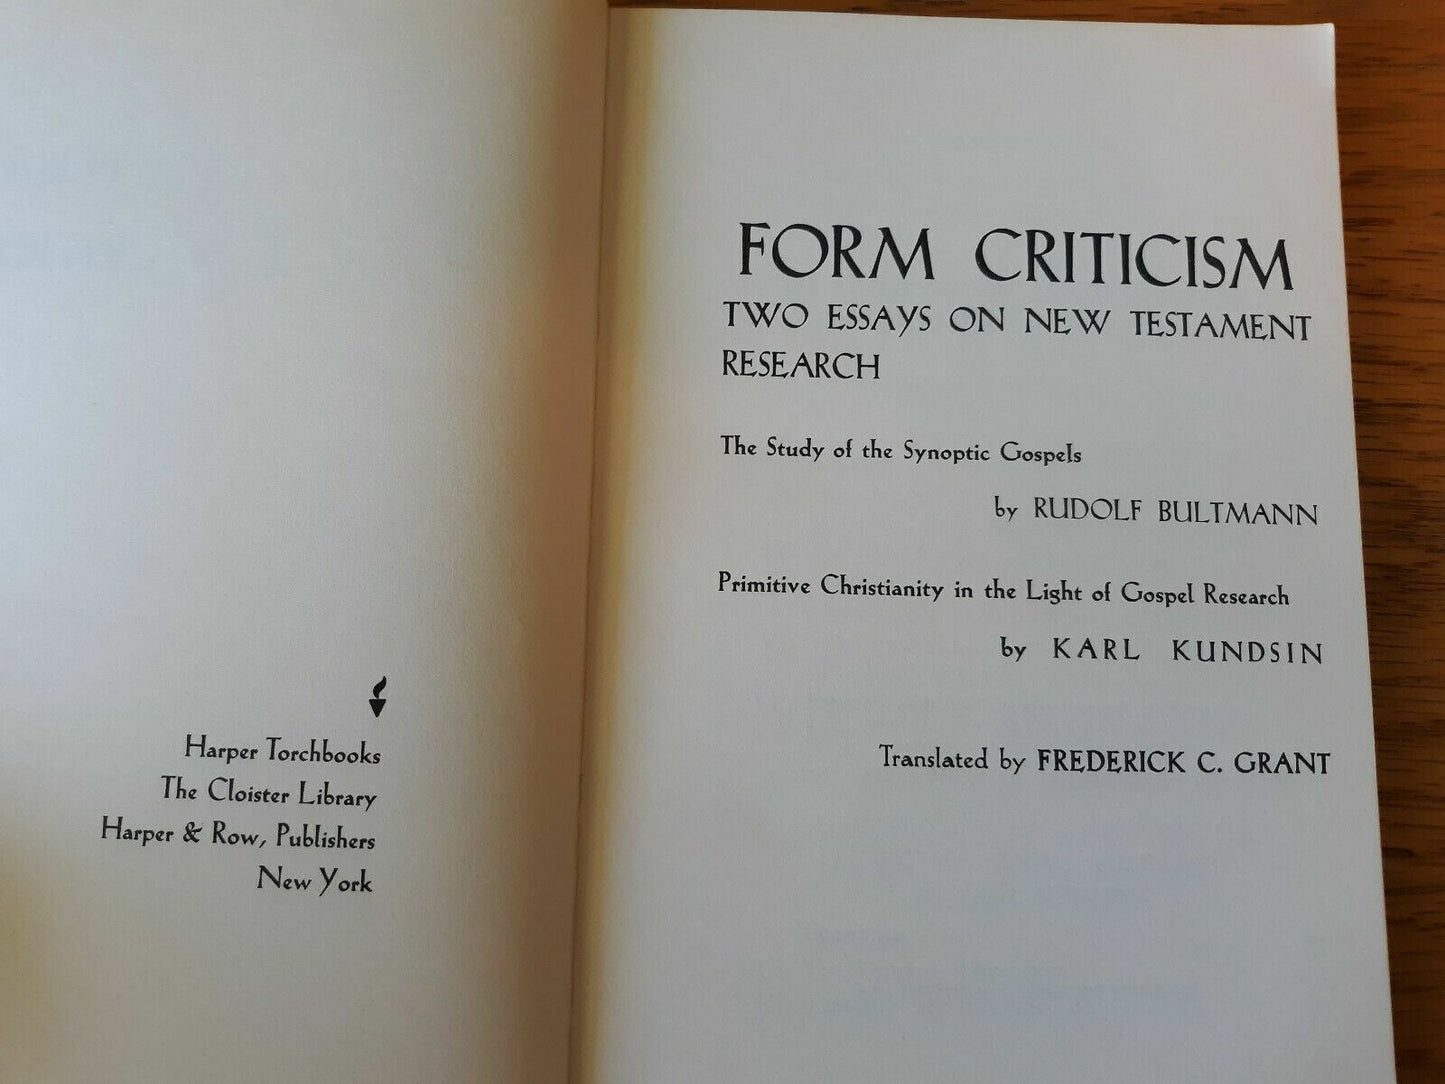 Harper Torchbooks
The Cloister Library
Harper & Row, Publishers
New York
FORM CRITICISM
TWO ESSAYS ON NEW TESTAMENT
RESEARCH
The Study of the Synoptic Gospels
by RUDOLF BULTMANN
Primitive Christianity in the Light of Gospel Research
by KARL KUNDSIN
Translated by FREDERICK C. GRANT